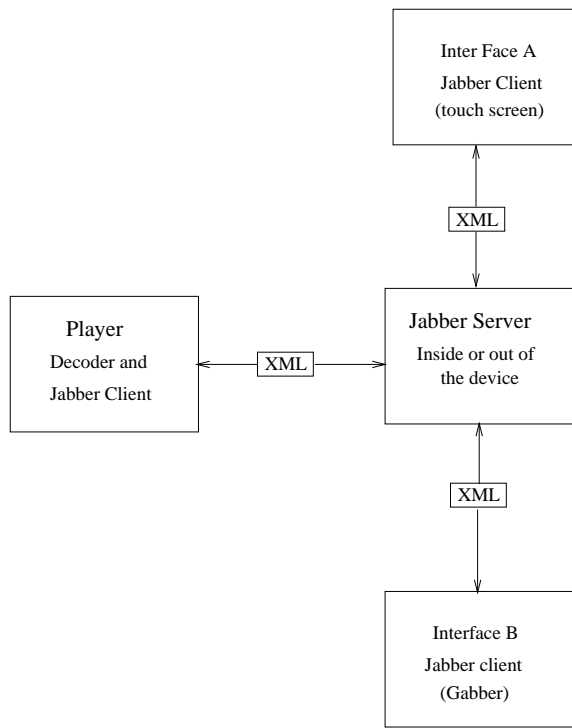 Inter Face A
Jabber Client
(touch screen)
XML
Player
Decoder and
Jabber Client
XML
Jabber Server
Inside or out of
the device
XML
Interface B
Jabber client
(Gabber)